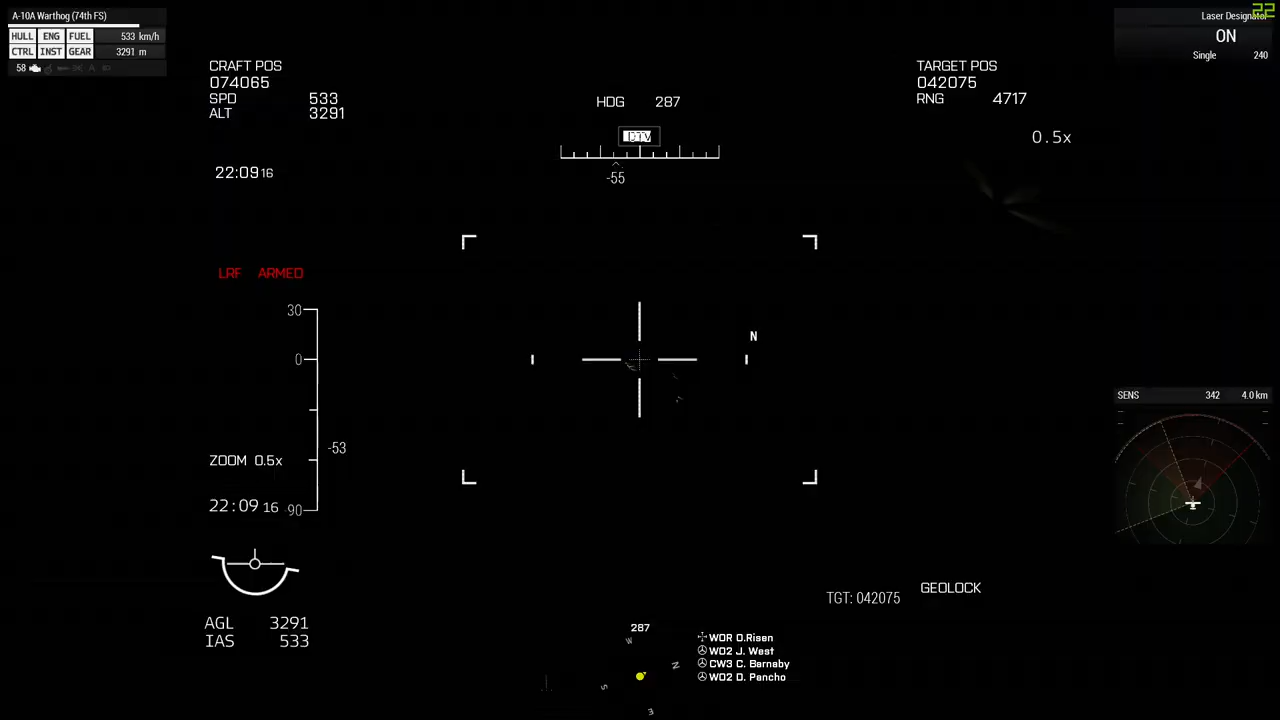 A-10A Warthog (74th FS)
HULL ENG FUEL 533 km/h
CTRL INST GEAR 3291 m
58
22
Laser Designator
ON
Single 240
CRAFT POS
074065
SPD 533
ALT 3291
HDG 287
TARGET POS
042075
RNG 4717
0.5x
-55
22:09 16
LRF ARMED
30
0
-53
-90
N
ZOOM 0.5x
22:09 16
SENS 342 4.0 km
TGT: 042075
GEOLOCK
AGL 3291
IAS 533
287
W
N
S
E
WOR O.Risen
WO2 J. West
CW3 C. Barnaby
WO2 D. Pancho